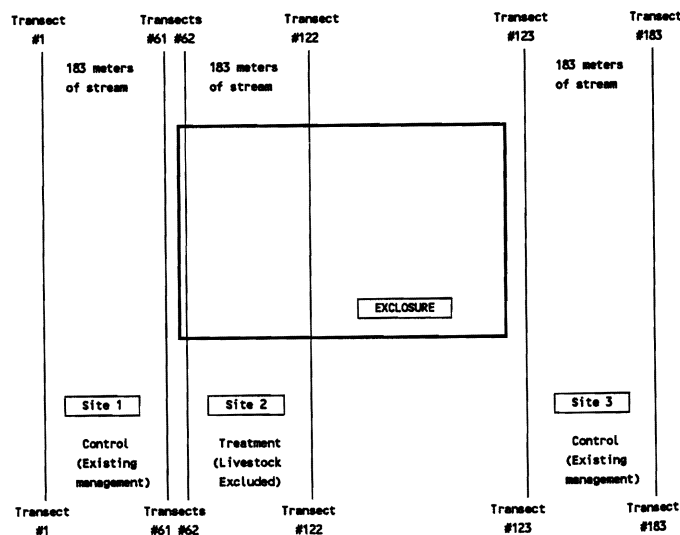 Transect
#1
Transects
#61 #62
Transect
#122
Transect
#123
Transect
#183
183 meters
of stream
183 meters
of stream
183 meters
of stream
EXCLOSURE
Site 1
Site 2
Site 3
Control
(Existing
management)
Treatment
(Livestock
Excluded)
Control
(Existing
management)
Transect
#1
Transects
#61 #62
Transect
#122
Transect
#123
Transect
#183